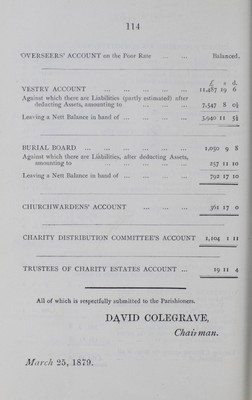 114
OVERSEERS' ACCOUNT on the Poor Rate ... ... Balanced.
£ s d.
VESTRY ACCOUNT ... ... ... ... ... 11,487 19 6
Against which there are Liabilities (partly estimated) after
deducting Assets, amounting to ... ... ... 7,547 8 0½
Leaving a Nett Balance in hand of ... ... ... ... 3,940 11 5½
BURIAL BOARD ... ... ... ... ... ... 1,050 9 8
Against which there are Liabilities, after deducting Assets,
amounting to ... ... ... ... ... 257 11 10
Leaving a Nett Balance in hand of ... ... ... ... 792 17 10
CHURCHWARDENS' ACCOUNT ... ... ... 361 17 0
CHARITY DISTRIBUTION COMMITTEE'S ACCOUNT 1,104 1 11
TRUSTEES OF CHARITY ESTATES ACCOUNT ... 19 11 4
All of which is respectfully submitted to the Parishioners.
DAVID COLEGRAVE,
Chairman.
March 25, 1879.